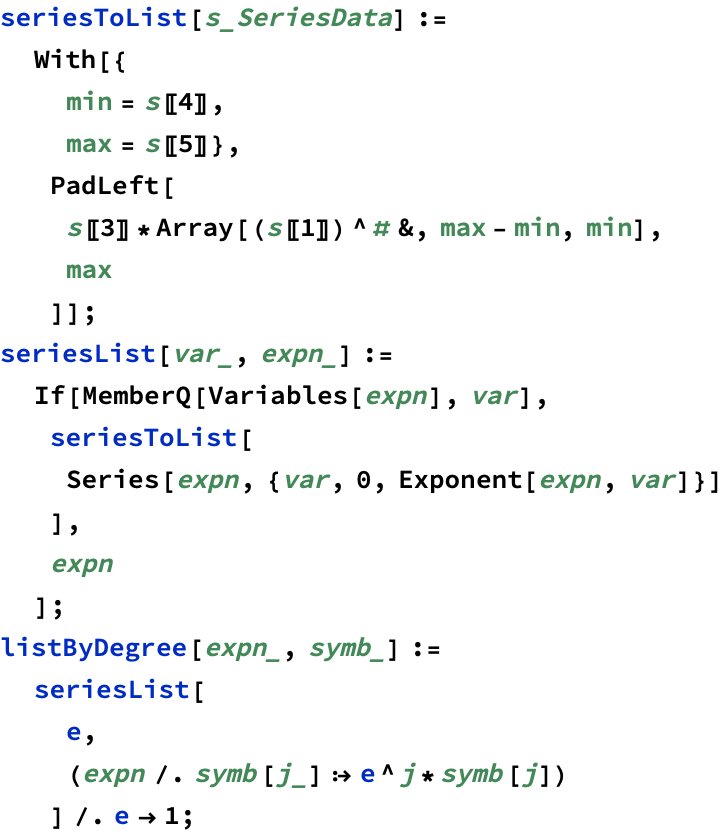 seriesToList[s_SeriesData] :=
With[{
min = s〚4〛,
max = s〚5〛},
PadLeft[
s〚3〛*Array[(s〚1〛)^#&, max-min, min],
max
]];
seriesList[var_, expn_] :=
If[MemberQ[Variables[expn], var],
seriesToList[
Series[expn, {var, 0, Exponent[expn, var]}]
],
expn
];
listByDegree[expn_, symb_] :=
seriesList[
e,
(expn /. symb[j_] :→ e^j*symb[j])
] /. e → 1;